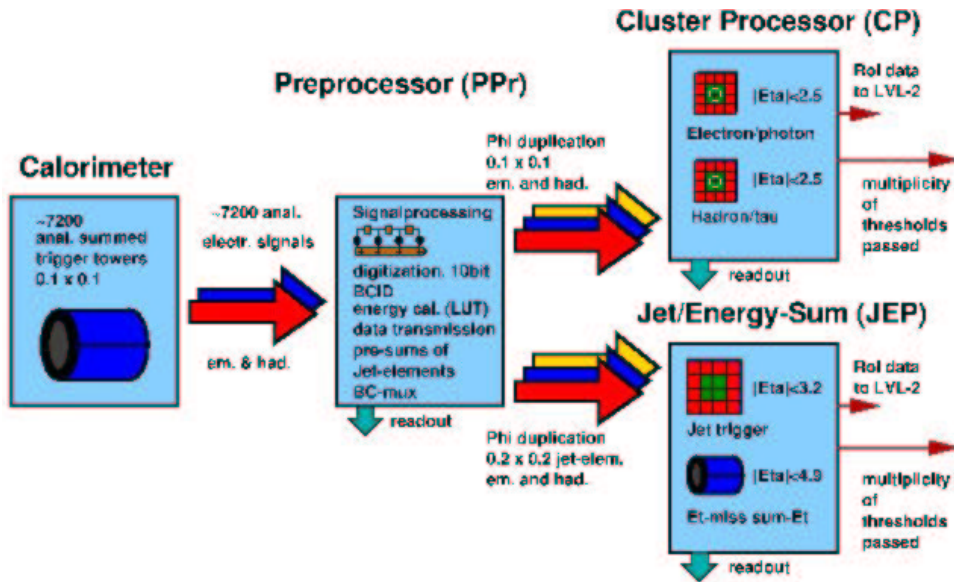 Cluster Processor (CP)
|Eta|<2.5
Electron/photon
|Eta|<2.5
Hadron/tau
RoI data
to LVL-2
multiplicity
of
thresholds
passed
readout
Preprocessor (PPr)
Phi duplication
0.1 x 0.1
em. and had.
Calorimeter
~7200
anal. summed
trigger towers
0.1 x 0.1
~7200 anal.
electr. signals
em. & had.
Signalprocessing
digitization. 10bit
BCID
energy cal. (LUT)
data transmission
pre-sums of
Jet-elements
BC-mux
readout
Phi duplication
0.2 x 0.2 jet-elem.
em. and had.
Jet/Energy-Sum (JEP)
|Eta|<3.2
Jet trigger
|Eta|<4.9
Et-miss sum-Et
RoI data
to LVL-2
multiplicity
of
thresholds
passed
readout